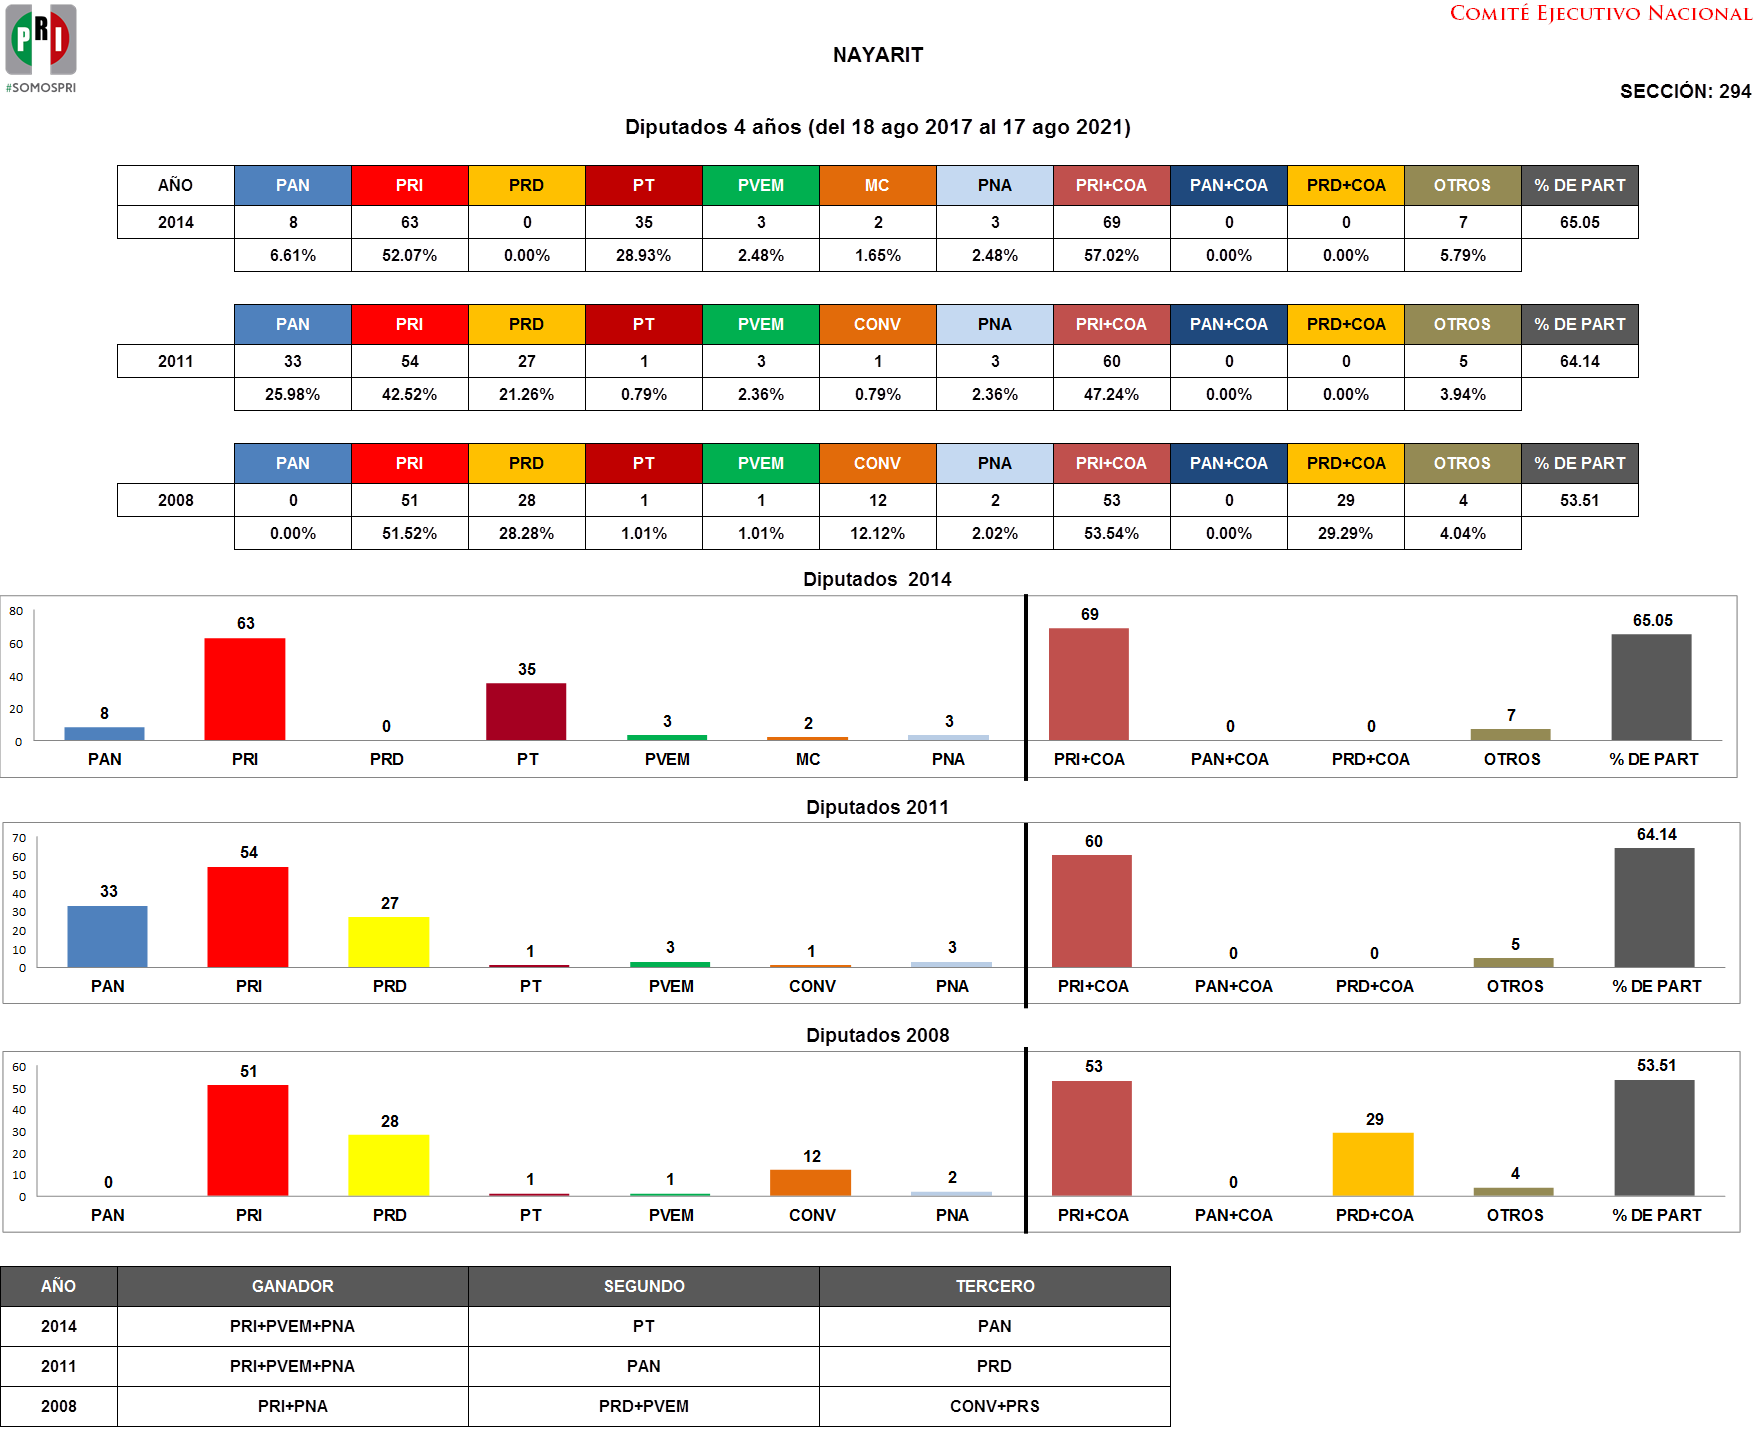 PRI
#SOMOSPRI
COMITÉ EJECUTIVO NACIONAL
NAYARIT
SECCIÓN: 294
Diputados 4 años (del 18 ago 2017 al 17 ago 2021)
AÑO PAN PRI PRD PT PVEM MC PNA PRI+COA PAN+COA PRD+COA OTROS % DE PART
2014 8 63 0 35 3 2 3 69 0 0 7 65.05
6.61% 52.07% 0.00% 28.93% 2.48% 1.65% 2.48% 57.02% 0.00% 0.00% 5.79%
PAN PRI PRD PT PVEM CONV PNA PRI+COA PAN+COA PRD+COA OTROS % DE PART
2011 33 54 27 1 3 1 3 60 0 0 5 64.14
25.98% 42.52% 21.26% 0.79% 2.36% 0.79% 2.36% 47.24% 0.00% 0.00% 3.94%
PAN PRI PRD PT PVEM CONV PNA PRI+COA PAN+COA PRD+COA OTROS % DE PART
2008 0 51 28 1 1 12 2 53 0 29 4 53.51
0.00% 51.52% 28.28% 1.01% 1.01% 12.12% 2.02% 53.54% 0.00% 29.29% 4.04%
Diputados 2014
80
60
40
20
0
8 63 0 35 3 2 3 69 0 0 7 65.05
PAN PRI PRD PT PVEM MC PNA PRI+COA PAN+COA PRD+COA OTROS % DE PART
Diputados 2011
70
60
50
40
30
20
10
0
33 54 27 1 3 1 3 60 0 0 5 64.14
PAN PRI PRD PT PVEM CONV PNA PRI+COA PAN+COA PRD+COA OTROS % DE PART
Diputados 2008
60
50
40
30
20
10
0
0 51 28 1 1 12 2 53 0 29 4 53.51
PAN PRI PRD PT PVEM CONV PNA PRI+COA PAN+COA PRD+COA OTROS % DE PART
AÑO GANADOR SEGUNDO TERCERO
2014 PRI+PVEM+PNA PT PAN
2011 PRI+PVEM+PNA PAN PRD
2008 PRI+PNA PRD+PVEM CONV+PRS